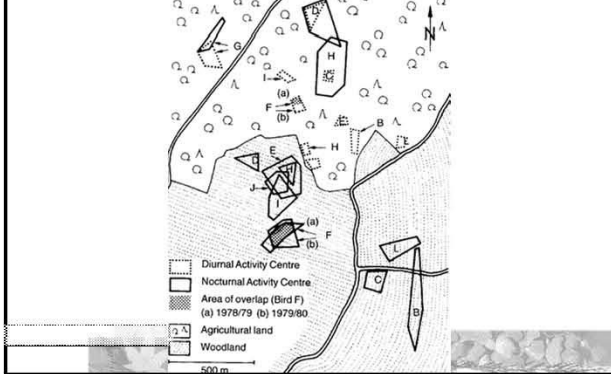 D
N
G
H
I
C
(a)
F
(b)
E
B
L
H
E
C
H
J
I
(a)
F
(b)
L
C
B
Diurnal Activity Centre
Nocturnal Activity Centre
Area of overlap (Bird F)
(a) 1978/79 (b) 1979/80
Agricultural land
Woodland
500 m